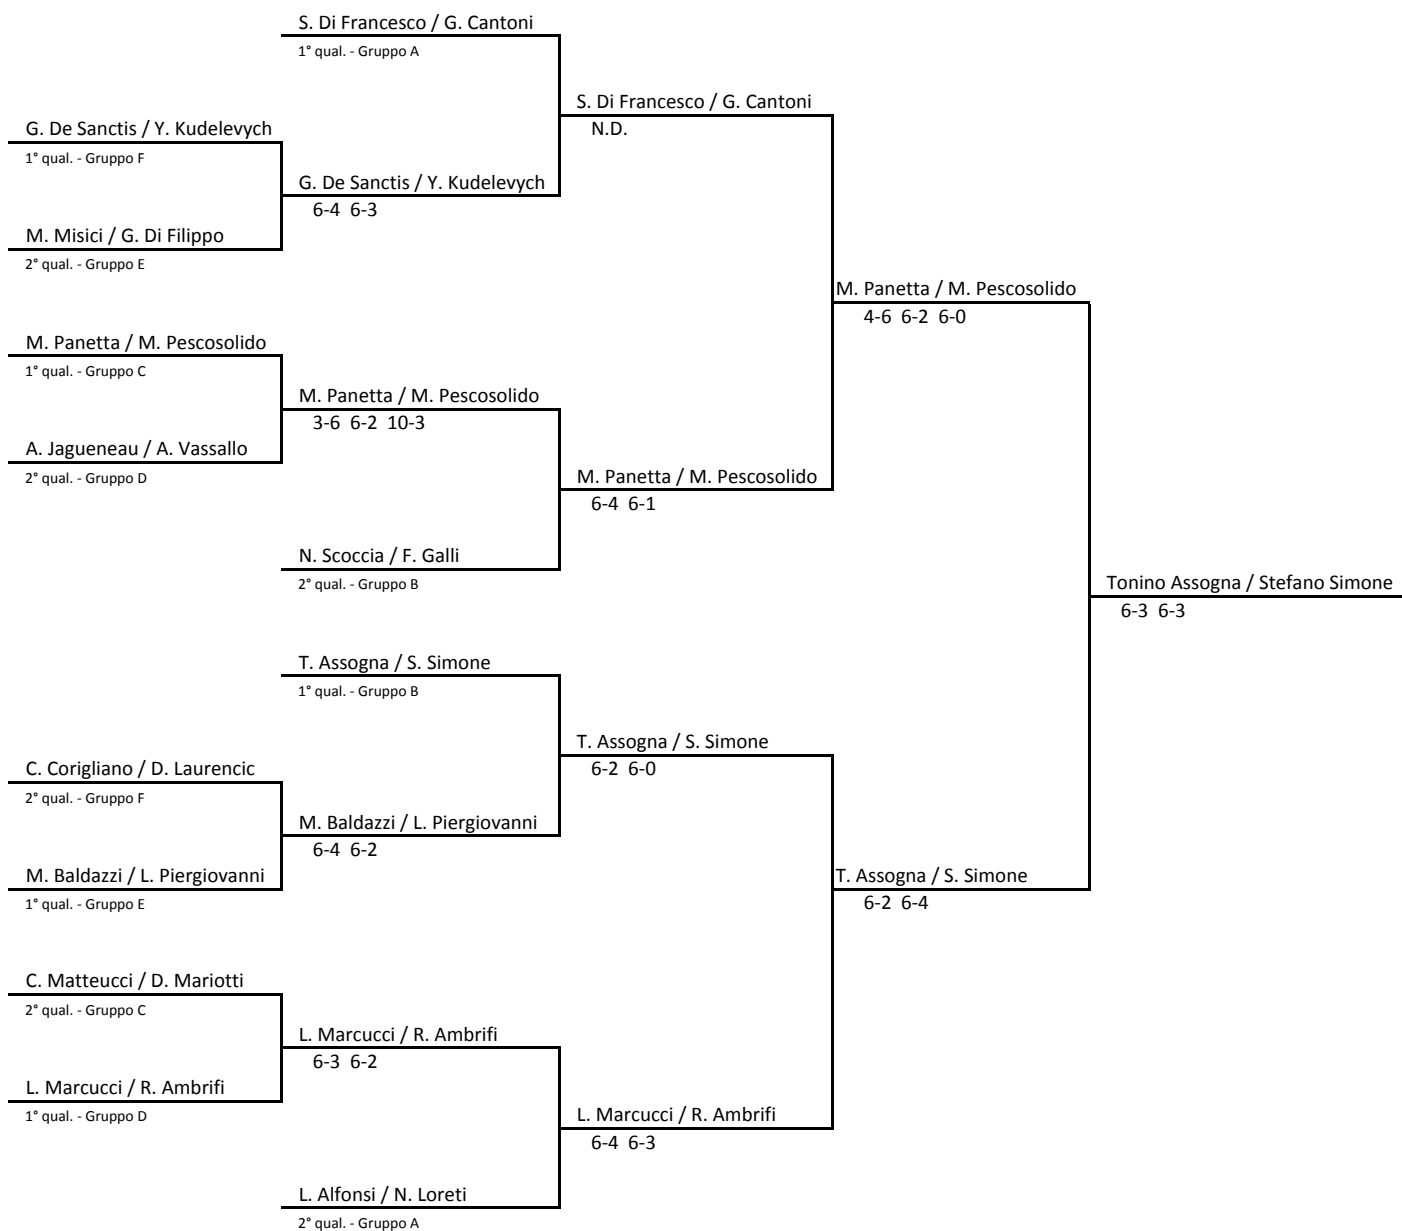 S. Di Francesco / G. Cantoni
1° qual. - Gruppo A
S. Di Francesco / G. Cantoni
N.D.
G. De Sanctis / Y. Kudelevych
1° qual. - Gruppo F
G. De Sanctis / Y. Kudelevych
6-4 6-3
M. Misici / G. Di Filippo
2° qual. - Gruppo E
M. Panetta / M. Pescosolido
4-6 6-2 6-0
M. Panetta / M. Pescosolido
1° qual. - Gruppo C
M. Panetta / M. Pescosolido
3-6 6-2 10-3
A. Jagueneau / A. Vassallo
2° qual. - Gruppo D
M. Panetta / M. Pescosolido
6-4 6-1
N. Scoccia / F. Galli
2° qual. - Gruppo B
Tonino Assogna / Stefano Simone
6-3 6-3
T. Assogna / S. Simone
1° qual. - Gruppo B
T. Assogna / S. Simone
6-2 6-0
C. Corigliano / D. Laurencic
2° qual. - Gruppo F
M. Baldazzi / L. Piergiovanni
6-4 6-2
M. Baldazzi / L. Piergiovanni
1° qual. - Gruppo E
T. Assogna / S. Simone
6-2 6-4
C. Matteucci / D. Mariotti
2° qual. - Gruppo C
L. Marcucci / R. Ambrifi
6-3 6-2
L. Marcucci / R. Ambrifi
1° qual. - Gruppo D
L. Marcucci / R. Ambrifi
6-4 6-3
L. Alfonsi / N. Loreti
2° qual. - Gruppo A